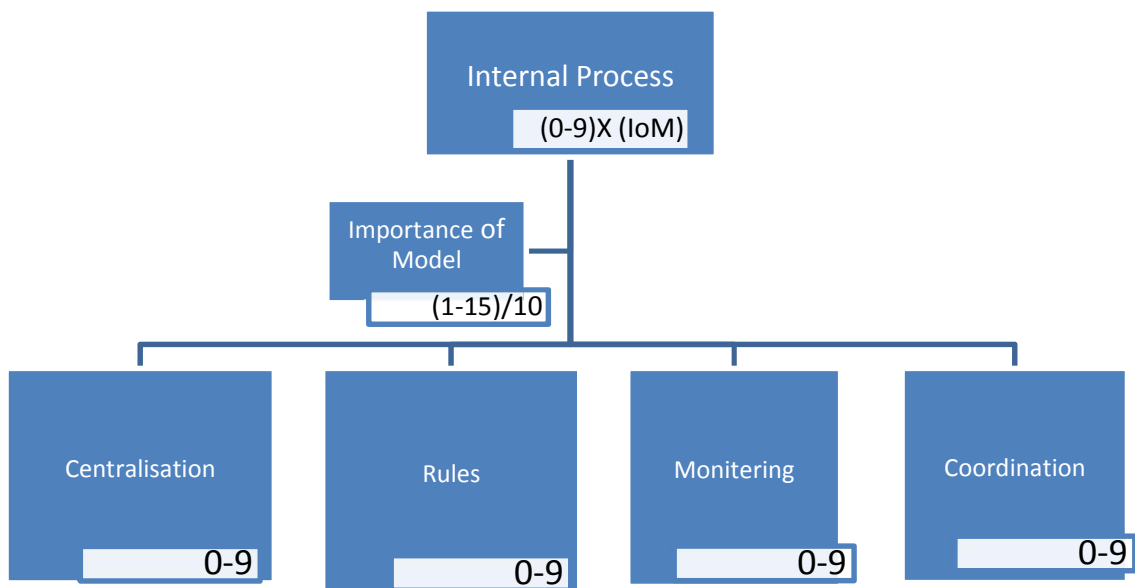 Internal Process
(0-9)X (IoM)
Importance of
Model
(1-15)/10
Centralisation
0-9
Rules
0-9
Monitering
0-9
Coordination
0-9